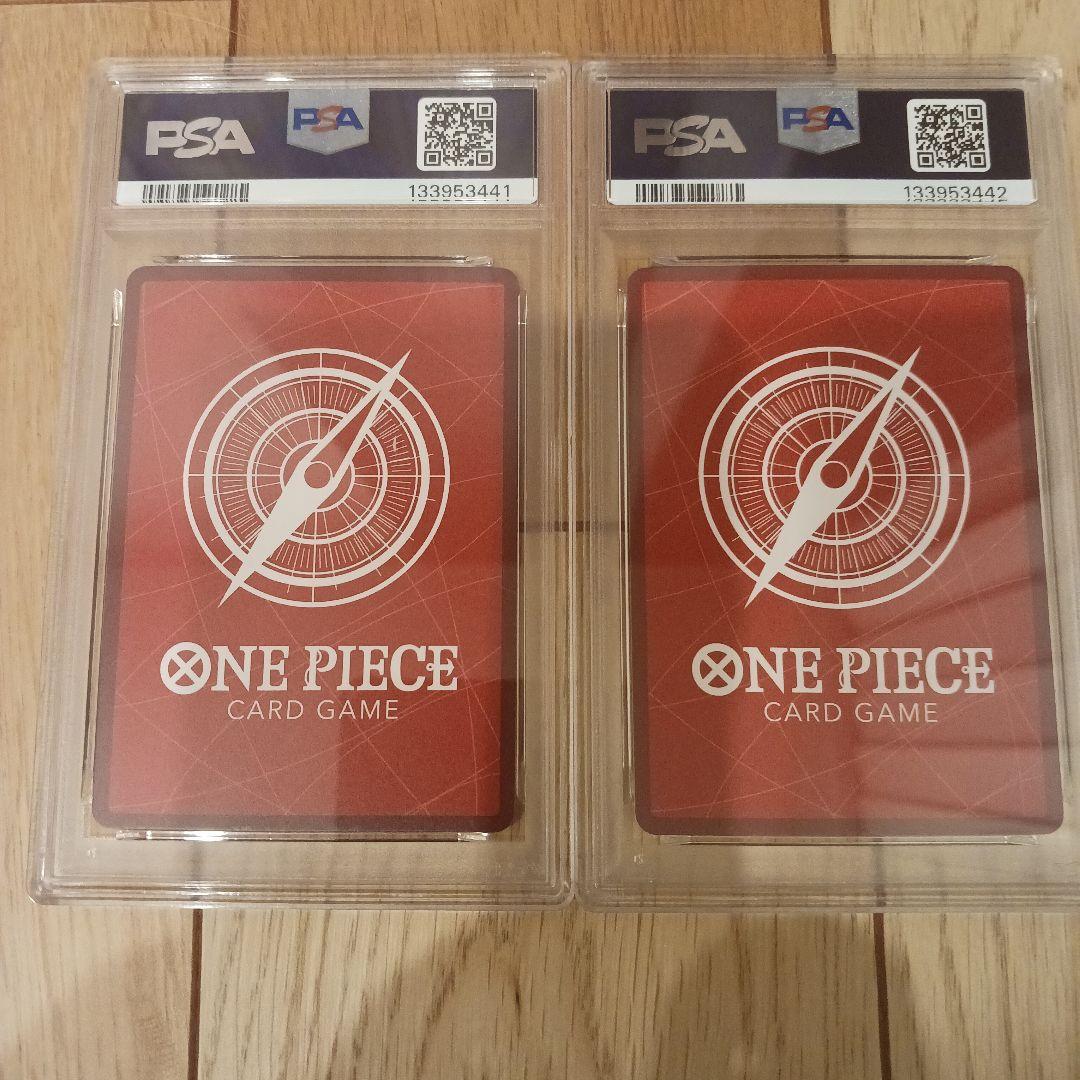 PSA PSA
133953441
ONE PIECE
CARD GAME
PSA PSA
133953442
ONE PIECE
CARD GAME